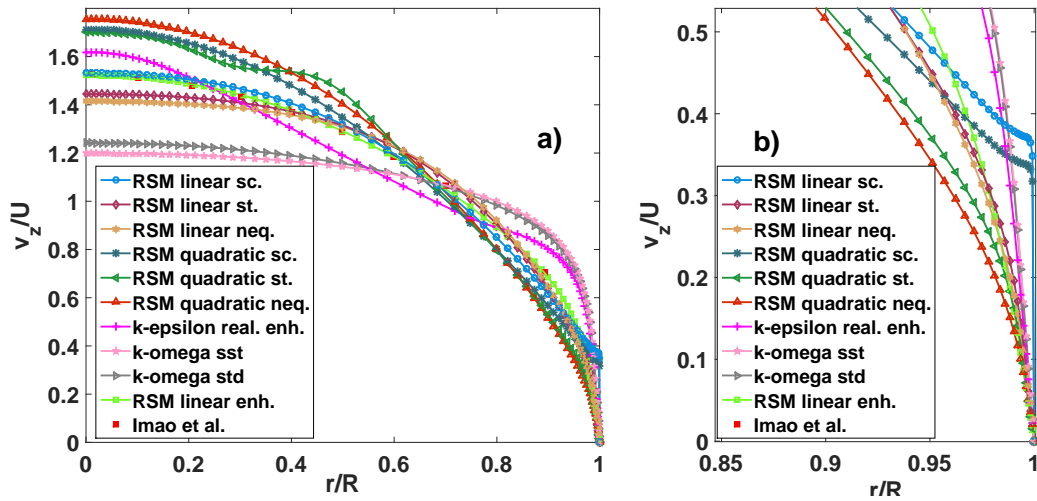 1.6
1.4
1.2
1
0.8
0.6
0.4
0.2
0
v_z/U
a)
RSM linear sc.
RSM linear st.
RSM linear neq.
RSM quadratic sc.
RSM quadratic st.
RSM quadratic neq.
k-epsilon real. enh.
k-omega sst
k-omega std
RSM linear enh.
Imao et al.
0 0.2 0.4 0.6 0.8 1
r/R
0.5
0.4
0.3
0.2
0.1
0
v_z/U
b)
RSM linear sc.
RSM linear st.
RSM linear neq.
RSM quadratic sc.
RSM quadratic st.
RSM quadratic neq.
k-epsilon real. enh.
k-omega sst
k-omega std
RSM linear enh.
Imao et al.
0.85 0.9 0.95 1
r/R